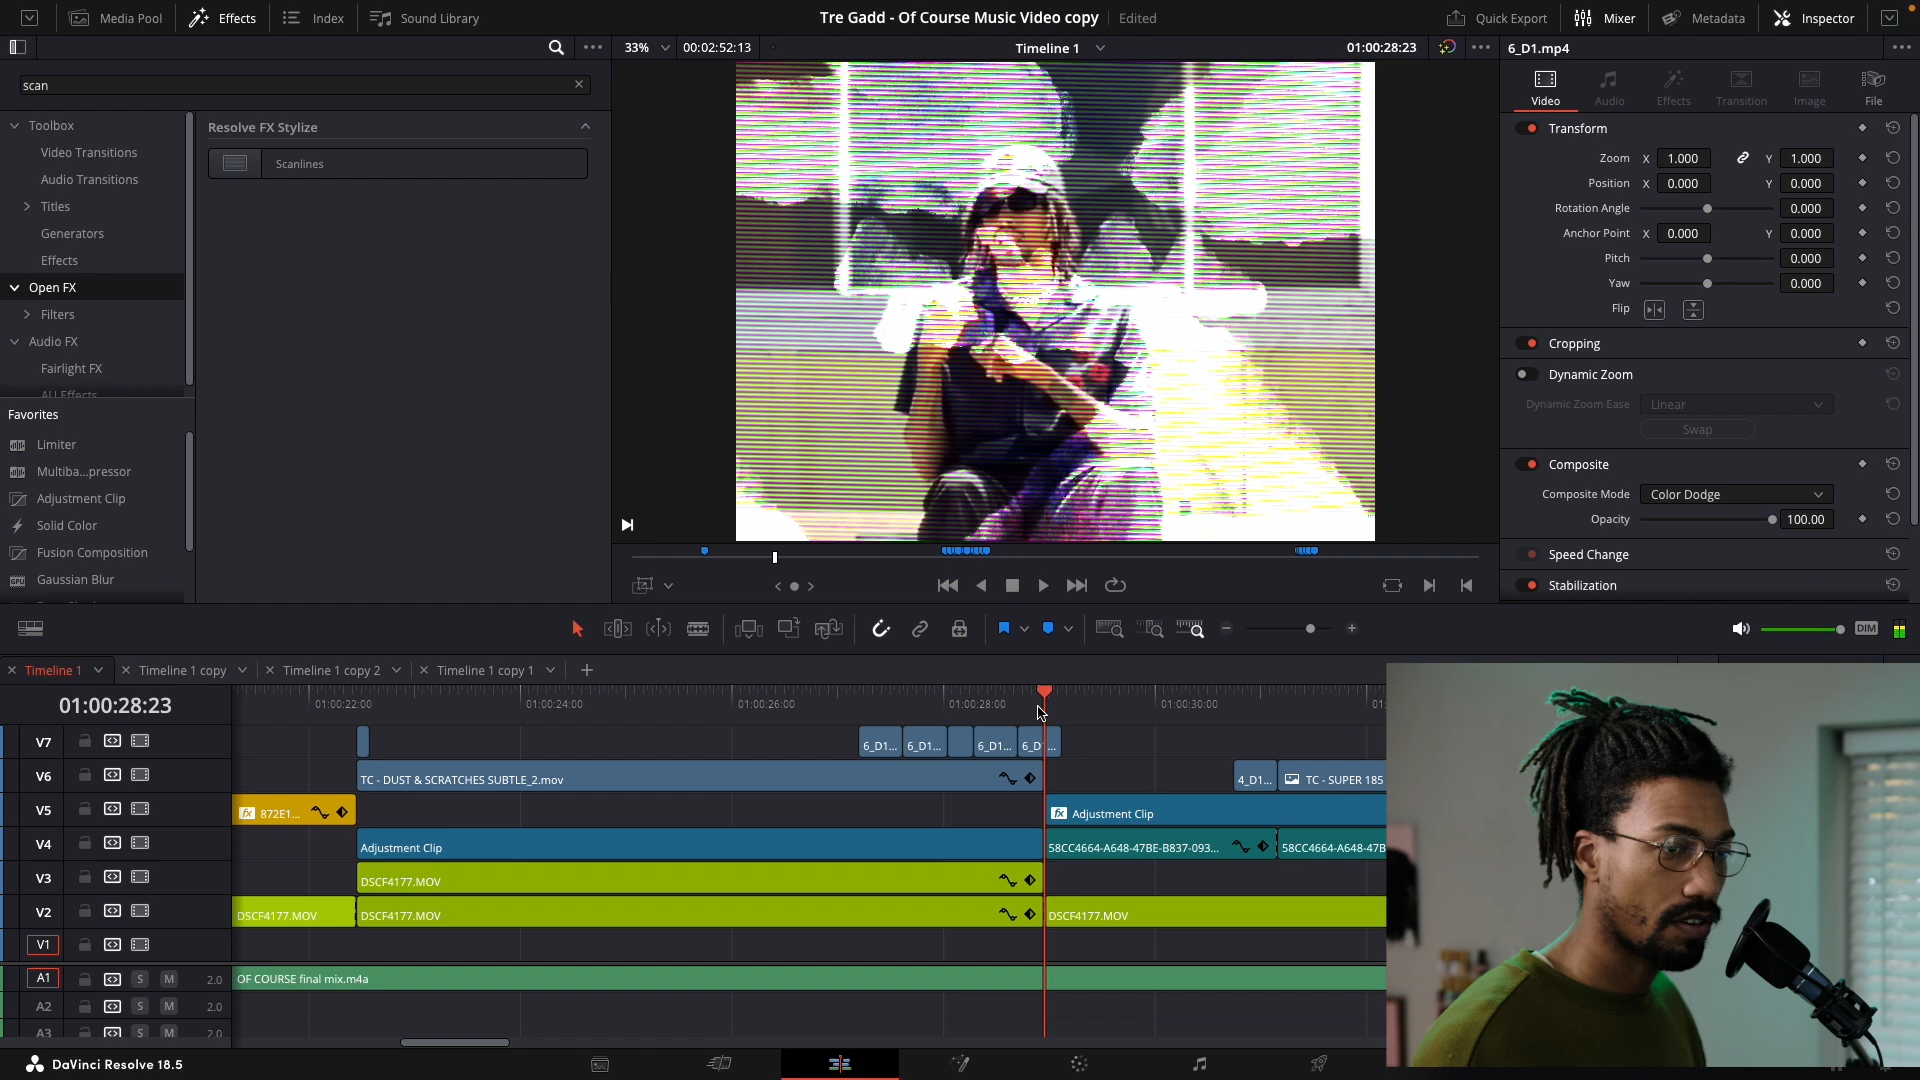 Media Pool
Effects
Index
Sound Library
Tre Gadd - Of Course Music Video copy
Edited
Quick Export
Mixer
Metadata
Inspector
33%
00:02:52:13
Timeline 1
01:00:28:23
6_D1.mp4
scan
Toolbox
Video Transitions
Audio Transitions
Titles
Generators
Effects
Open FX
Filters
Audio FX
Fairlight FX
AU Effects
Favorites
Limiter
Multiba...pressor
Adjustment Clip
Solid Color
Fusion Composition
Gaussian Blur
Resolve FX Stylize
Scanlines
Video
Audio
Effects
Transition
Image
File
Transform
Zoom X 1.000 Y 1.000
Position X 0.000 Y 0.000
Rotation Angle 0.000
Anchor Point X 0.000 Y 0.000
Pitch 0.000
Yaw 0.000
Flip
Cropping
Dynamic Zoom
Dynamic Zoom Ease Linear
Swap
Composite
Composite Mode Color Dodge
Opacity 100.00
Speed Change
Stabilization
DIM
Timeline 1
Timeline 1 copy
Timeline 1 copy 2
Timeline 1 copy 1
01:00:28:23
01:00:22:00
01:00:24:00
01:00:26:00
01:00:28:00
01:00:30:00
V7
6_D1...
6_D1...
6_D1...
6_D...
V6
TC - DUST & SCRATCHES SUBTLE_2.mov
4_D1...
TC - SUPER 185
V5
fx 872E1...
fx Adjustment Clip
V4
Adjustment Clip
58CC4664-A648-47BE-B837-093...
58CC4664-A648-47B
V3
DSCF4177.MOV
V2
DSCF4177.MOV
DSCF4177.MOV
DSCF4177.MOV
V1
A1 S M 2.0
OF COURSE final mix.m4a
A2 S M 2.0
A3 S M 2.0
DaVinci Resolve 18.5